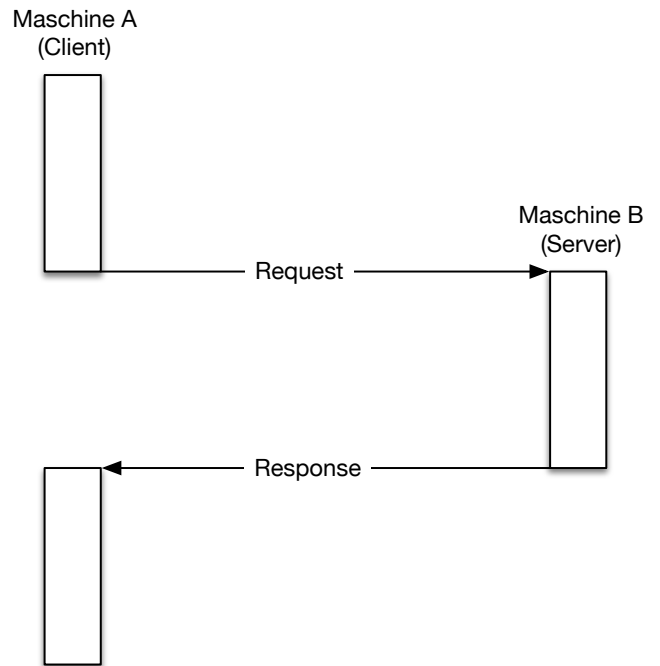 Maschine A
(Client)
Maschine B
(Server)
Request
Response